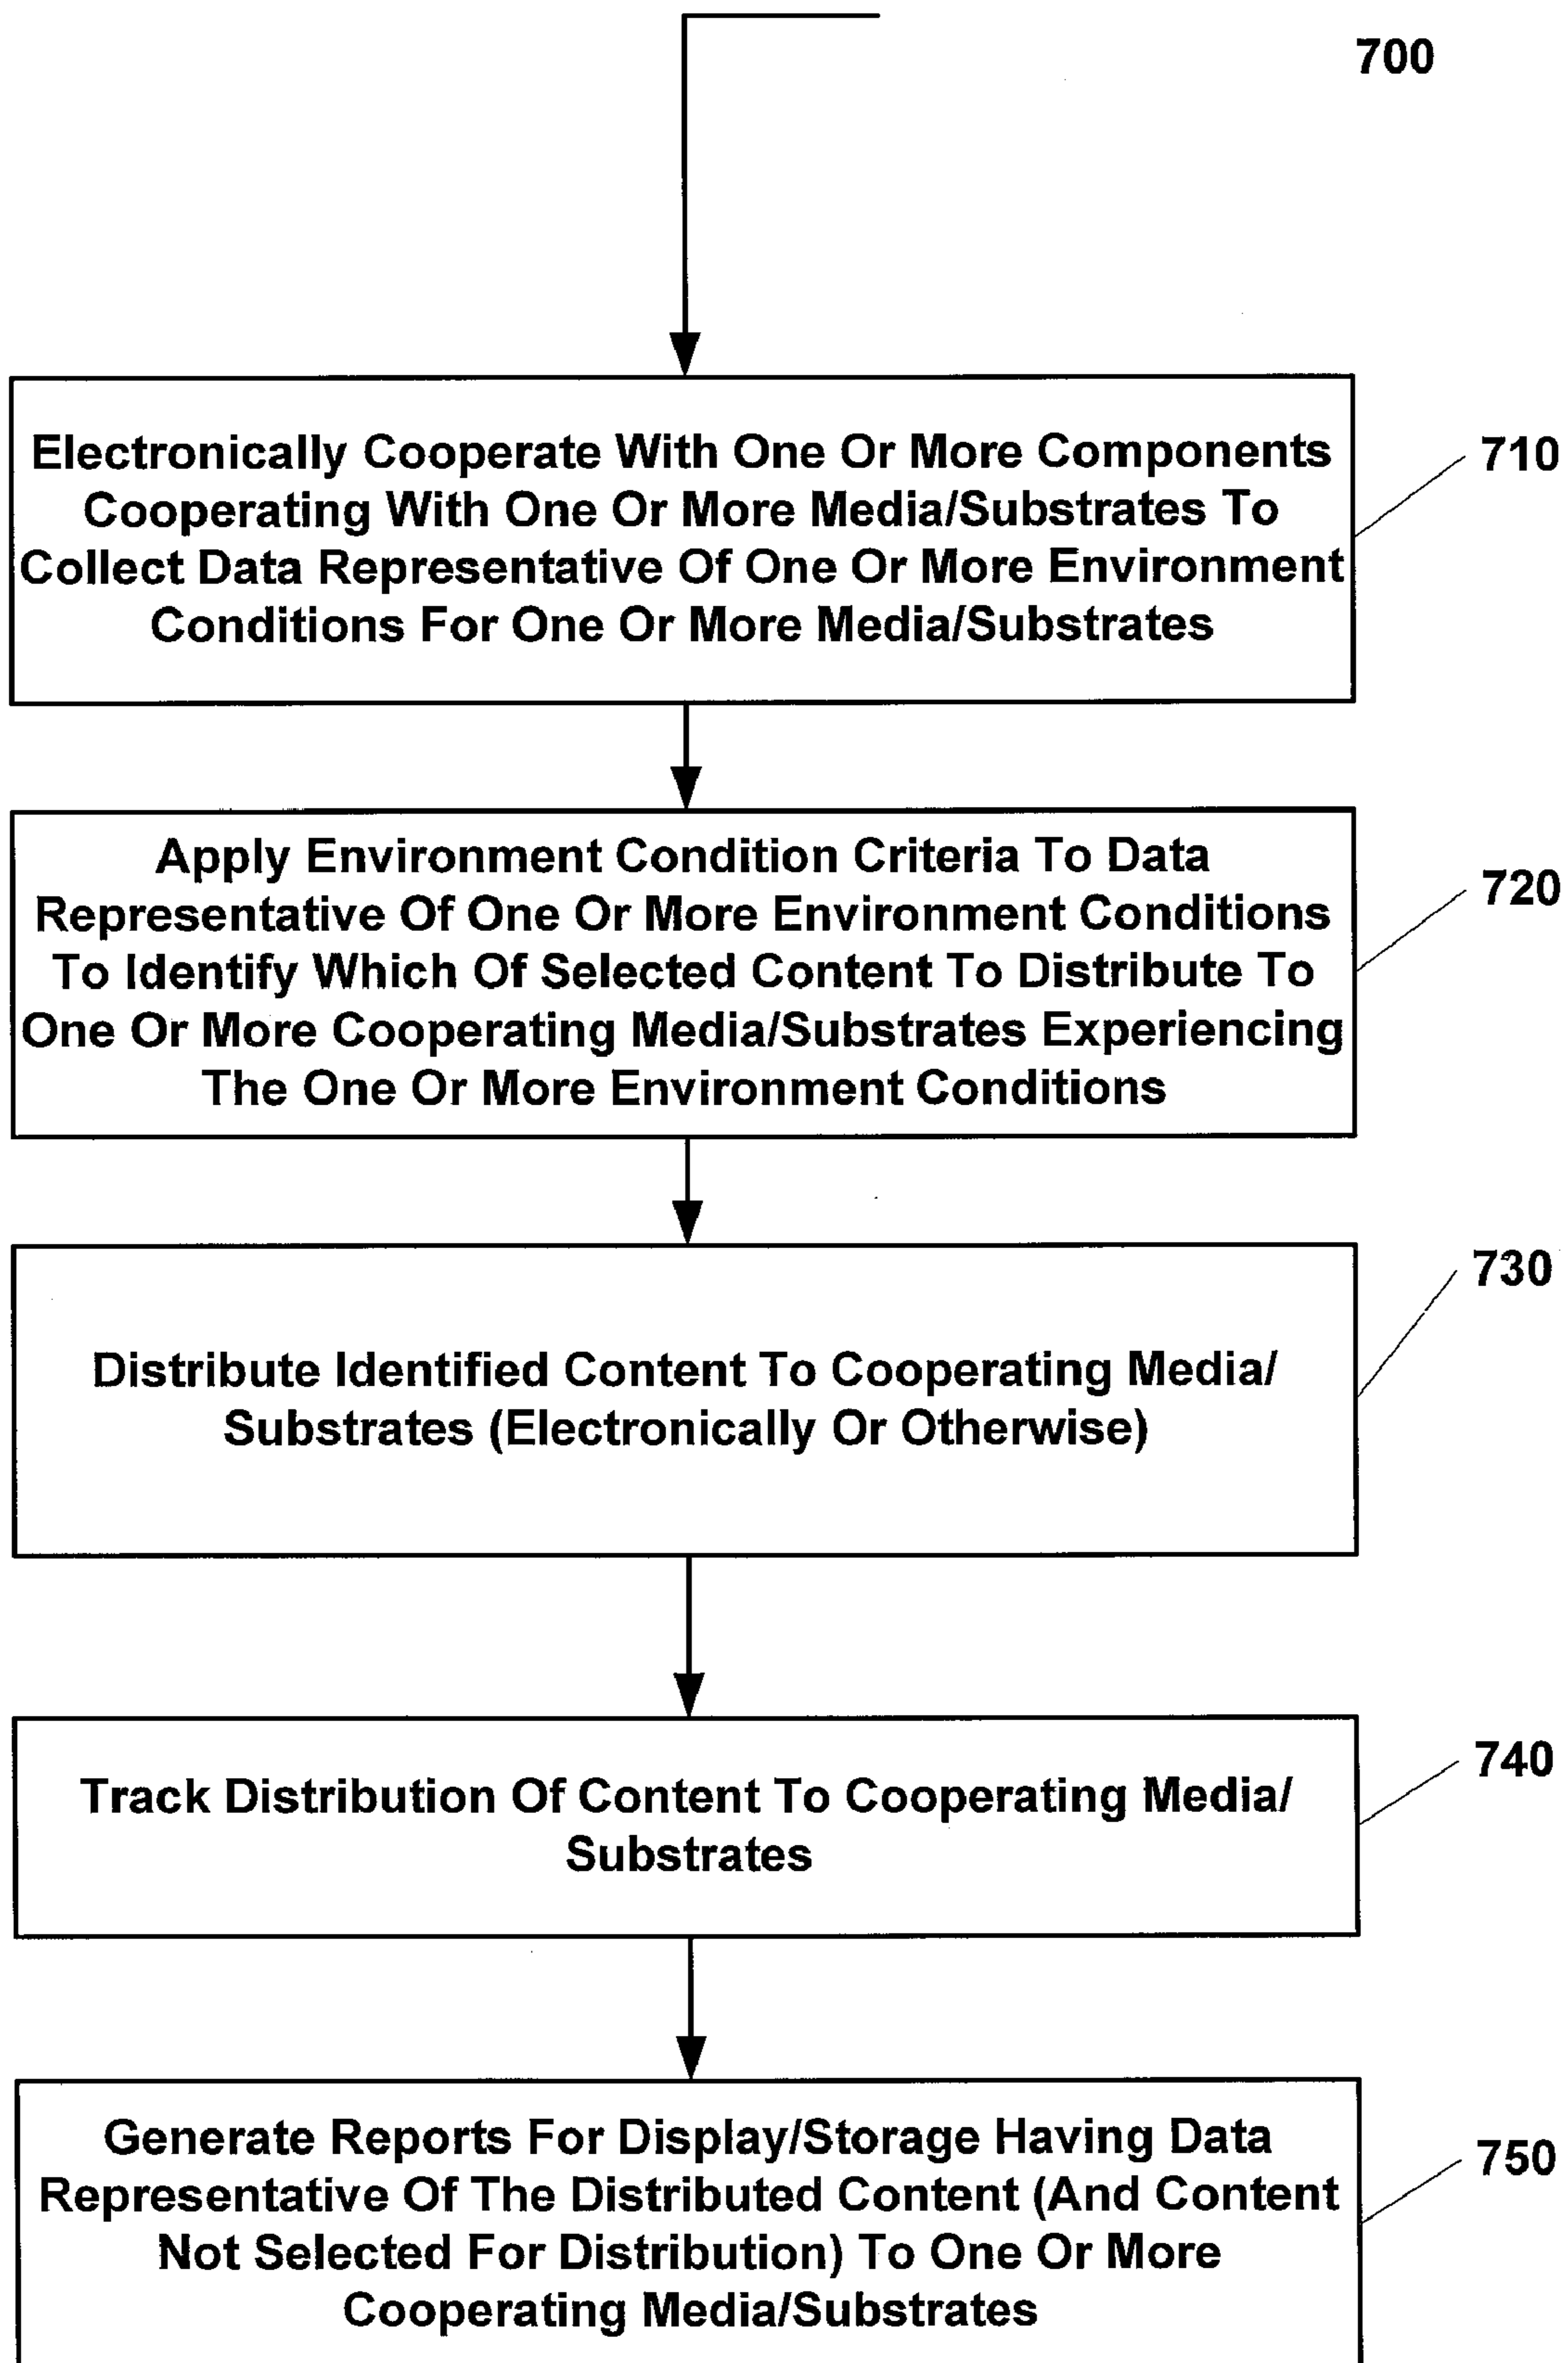 700
Electronically Cooperate With One Or More Components
Cooperating With One Or More Media/Substrates To
Collect Data Representative Of One Or More Environment
Conditions For One Or More Media/Substrates
710
Apply Environment Condition Criteria To Data
Representative Of One Or More Environment Conditions
To Identify Which Of Selected Content To Distribute To
One Or More Cooperating Media/Substrates Experiencing
The One Or More Environment Conditions
720
Distribute Identified Content To Cooperating Media/
Substrates (Electronically Or Otherwise)
730
Track Distribution Of Content To Cooperating Media/
Substrates
740
Generate Reports For Display/Storage Having Data
Representative Of The Distributed Content (And Content
Not Selected For Distribution) To One Or More
Cooperating Media/Substrates
750